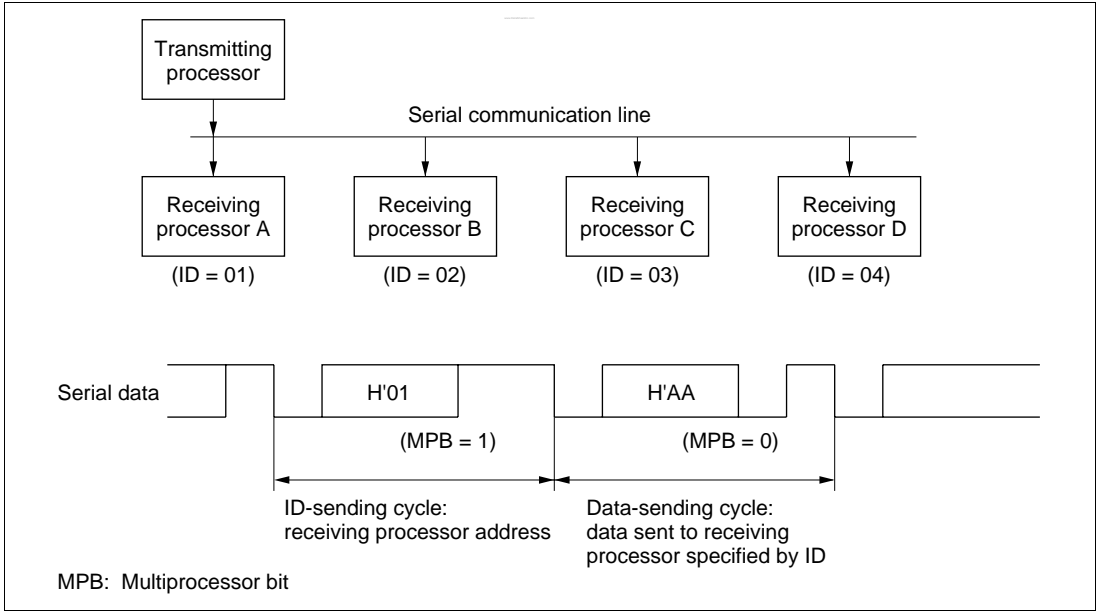 Transmitting
processor
Serial communication line
Receiving
processor A
Receiving
processor B
Receiving
processor C
Receiving
processor D
(ID = 01)
(ID = 02)
(ID = 03)
(ID = 04)
Serial data
H'01
H'AA
(MPB = 1)
(MPB = 0)
ID-sending cycle:
receiving processor address
Data-sending cycle:
data sent to receiving
processor specified by ID
MPB: Multiprocessor bit